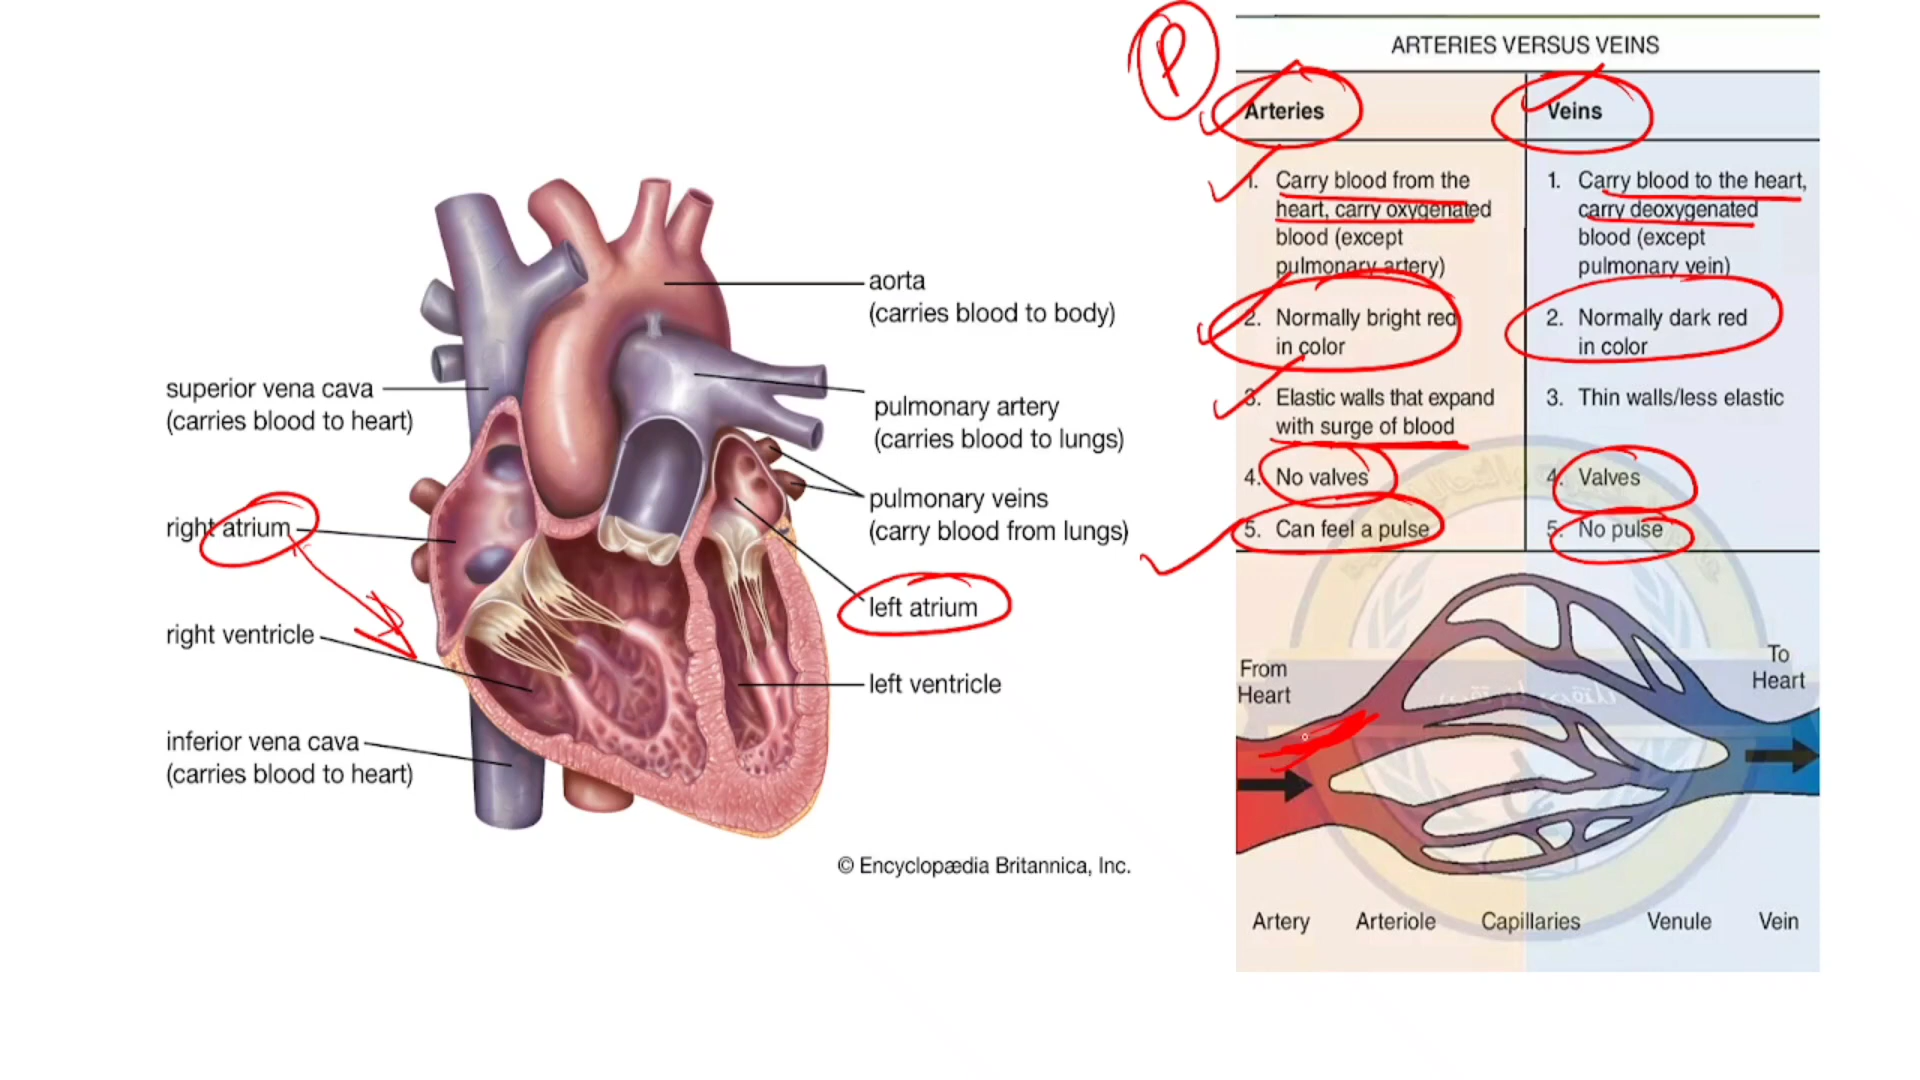 P
ARTERIES VERSUS VEINS
Arteries
Veins
1. Carry blood from the
heart, carry oxygenated
blood (except
pulmonary artery)
2. Normally bright red
in color
3. Elastic walls that expand
with surge of blood
4. No valves
5. Can feel a pulse
1. Carry blood to the heart,
carry deoxygenated
blood (except
pulmonary vein)
2. Normally dark red
in color
3. Thin walls/less elastic
4. Valves
5. No pulse
From
Heart
To
Heart
Artery Arteriole Capillaries Venule Vein
superior vena cava
(carries blood to heart)
right atrium
right ventricle
inferior vena cava
(carries blood to heart)
aorta
(carries blood to body)
pulmonary artery
(carries blood to lungs)
pulmonary veins
(carry blood from lungs)
left atrium
left ventricle
© Encyclopædia Britannica, Inc.